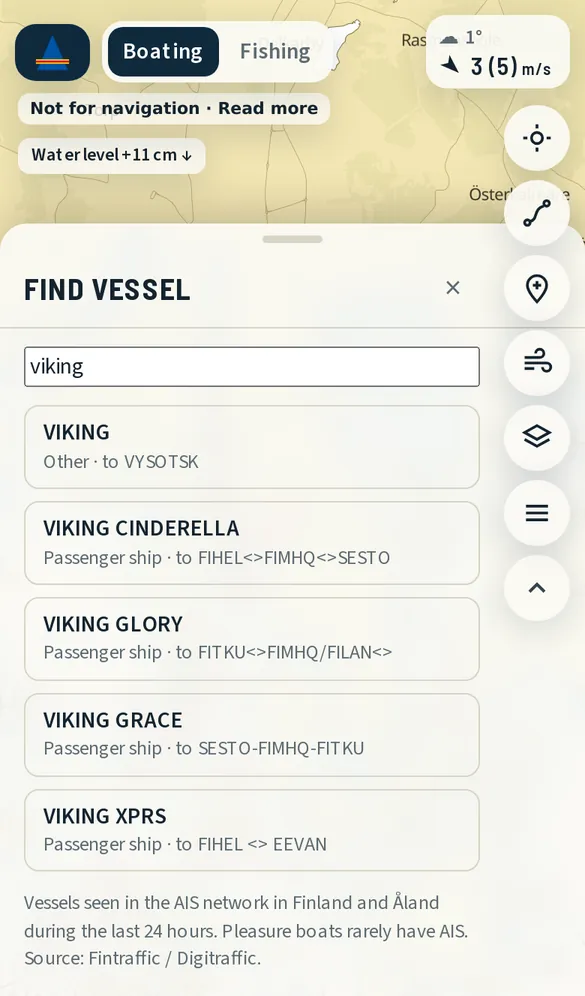 Boating
Fishing
1°
3 (5) m/s
Not for navigation · Read more
Water level +11 cm ↓
FIND VESSEL
×
viking
VIKING
Other · to VYSOTSK
VIKING CINDERELLA
Passenger ship · to FIHEL<>FIMHQ<>SESTO
VIKING GLORY
Passenger ship · to FITKU<>FIMHQ/FILAN<>
VIKING GRACE
Passenger ship · to SESTO-FIMHQ-FITKU
VIKING XPRS
Passenger ship · to FIHEL <> EEVAN
Vessels seen in the AIS network in Finland and Åland
during the last 24 hours. Pleasure boats rarely have AIS.
Source: Fintraffic / Digitraffic.